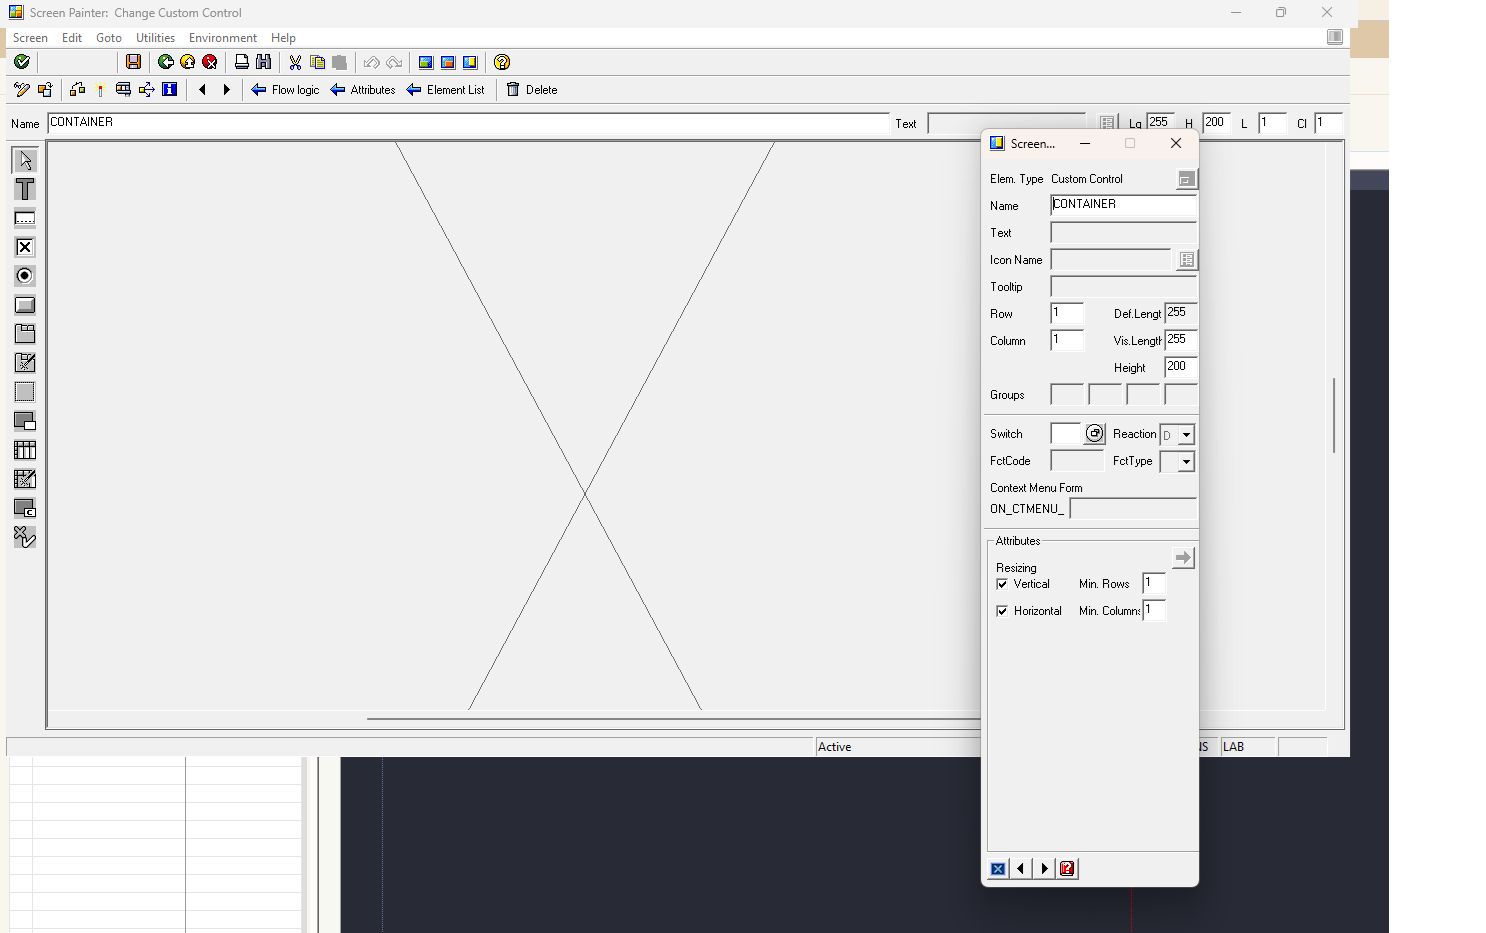 Screen Painter: Change Custom Control
Screen Edit Goto Utilities Environment Help
Flow logic Attributes Element List Delete
Name CONTAINER Text Lg 255 H 200 L 1 Cl 1
Screen...
Elem. Type Custom Control
Name CONTAINER
Text
Icon Name
Tooltip
Row 1 Def.Lengt 255
Column 1 Vis.Length 255
Height 200
Groups
Switch Reaction D
FctCode FctType
Context Menu Form
ON_CTMENU_
Attributes
Resizing
Vertical Min. Rows 1
Horizontal Min. Columns 1
Active LAB